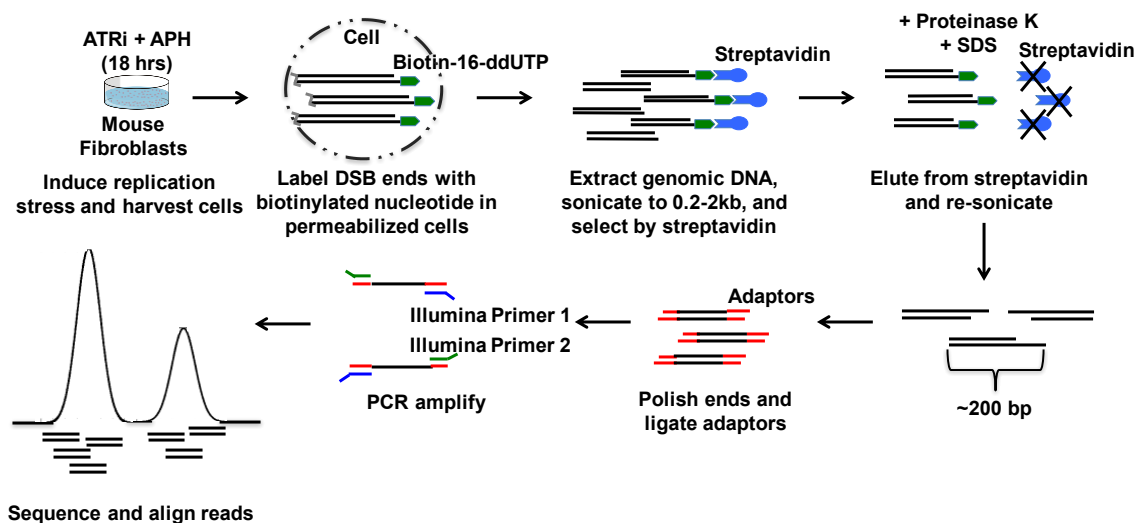 ATRi + APH
(18 hrs)
Mouse
Fibroblasts
Induce replication
stress and harvest cells
Cell
Biotin-16-ddUTP
Label DSB ends with
biotinylated nucleotide in
permeabilized cells
Streptavidin
Extract genomic DNA,
sonicate to 0.2-2kb, and
select by streptavidin
+ Proteinase K
+ SDS
Streptavidin
Elute from streptavidin
and re-sonicate
~200 bp
Adaptors
Polish ends and
ligate adaptors
Illumina Primer 1
Illumina Primer 2
PCR amplify
Sequence and align reads